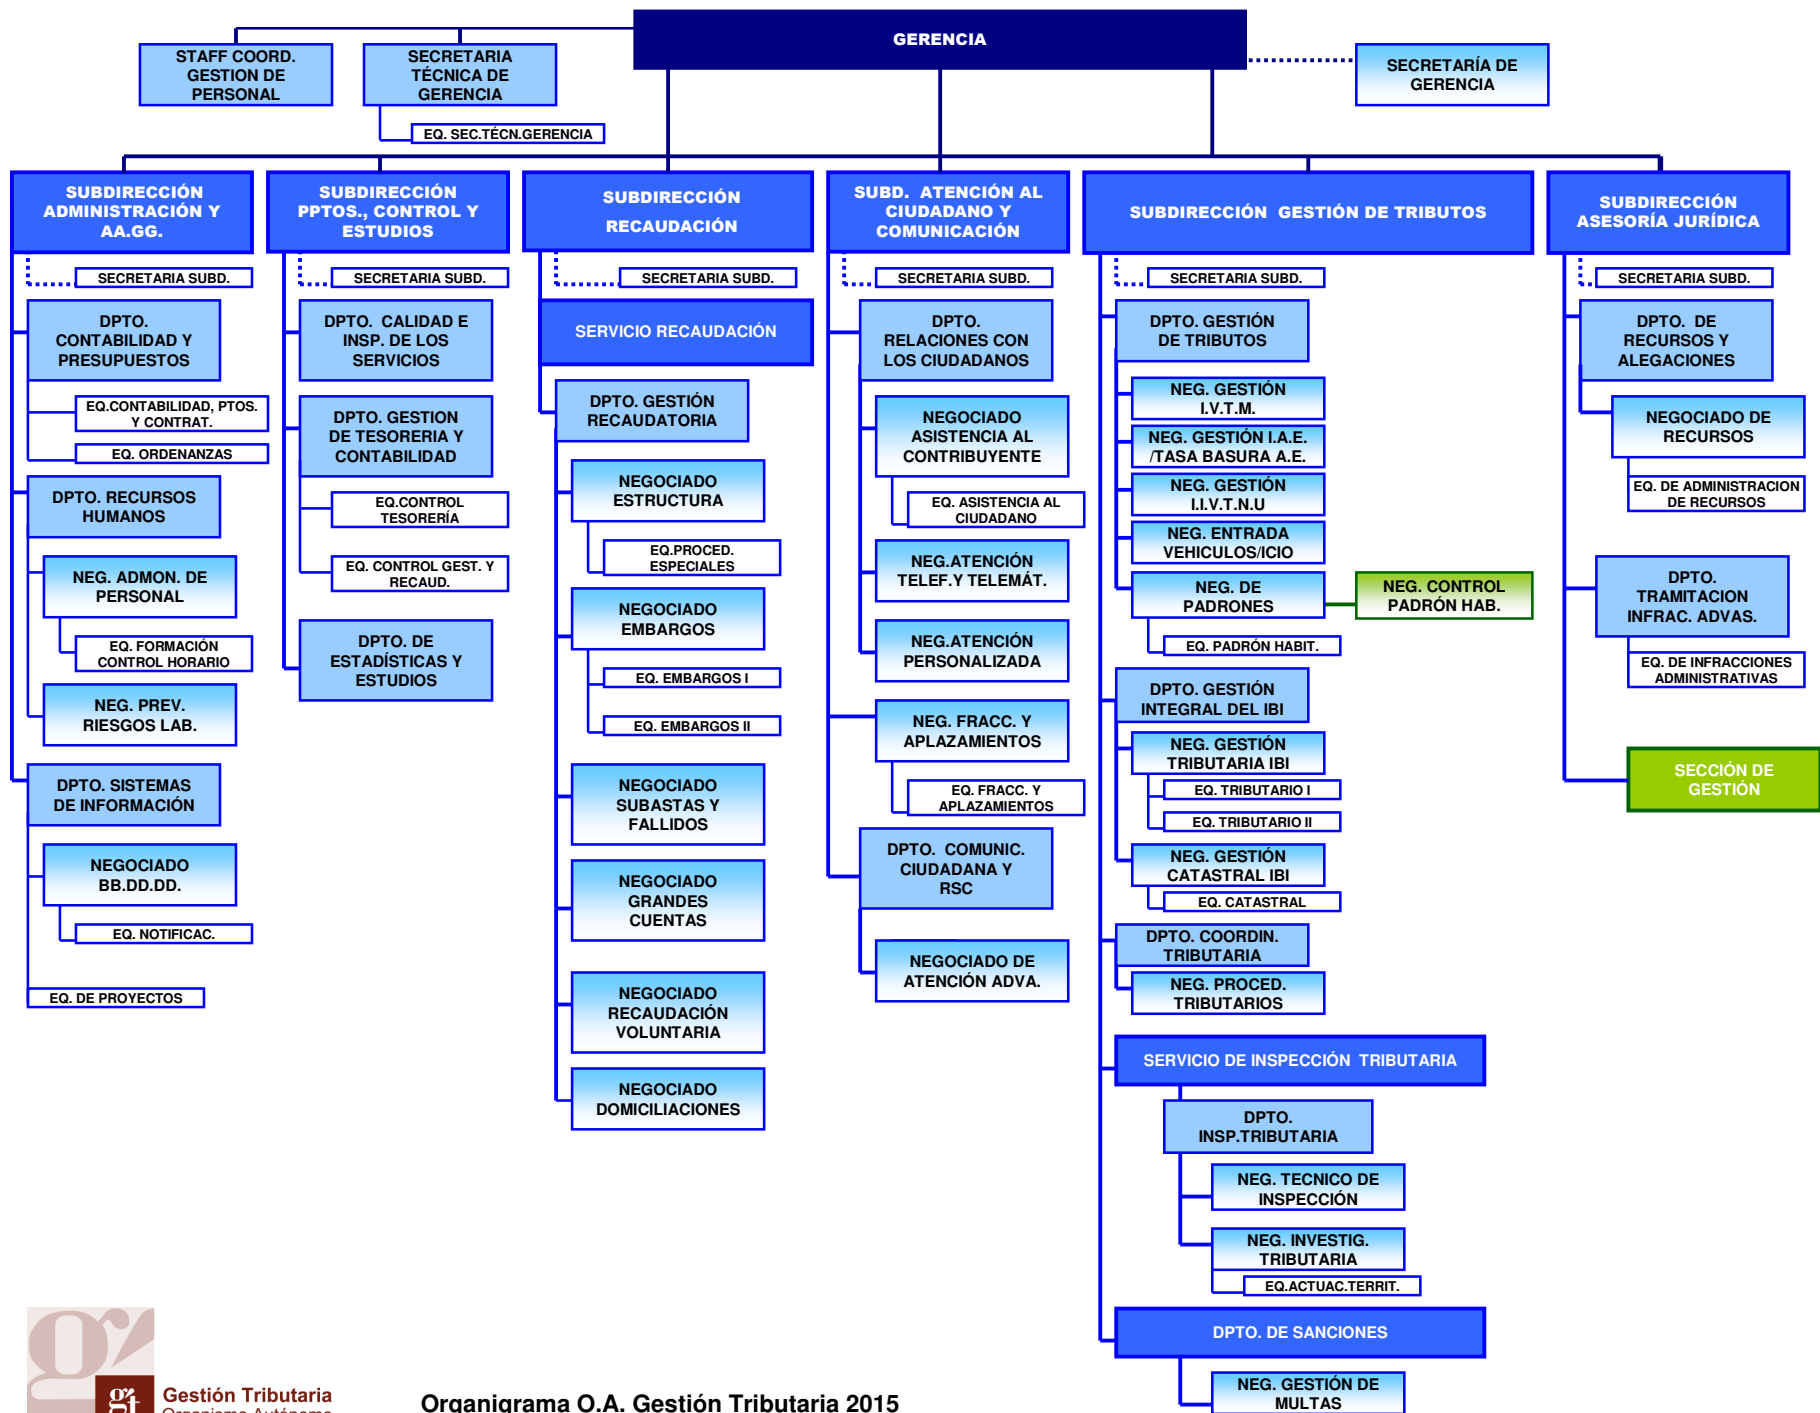 GERENCIA
STAFF COORD.
GESTION DE
PERSONAL
SECRETARIA
TÉCNICA DE
GERENCIA
EQ. SEC.TÉCN.GERENCIA
SECRETARÍA DE
GERENCIA
SUBDIRECCIÓN
ADMINISTRACIÓN Y
AA.GG.
SECRETARIA SUBD.
DPTO.
CONTABILIDAD Y
PRESUPUESTOS
EQ.CONTABILIDAD, PTOS.
Y CONTRAT.
EQ. ORDENANZAS
DPTO. RECURSOS
HUMANOS
NEG. ADMON. DE
PERSONAL
EQ. FORMACIÓN
CONTROL HORARIO
NEG. PREV.
RIESGOS LAB.
DPTO. SISTEMAS
DE INFORMACIÓN
NEGOCIADO
BB.DD.DD.
EQ. NOTIFICAC.
EQ. DE PROYECTOS
SUBDIRECCIÓN
PPTOS., CONTROL Y
ESTUDIOS
SECRETARIA SUBD.
DPTO. CALIDAD E
INSP. DE LOS
SERVICIOS
DPTO. GESTION
DE TESORERIA Y
CONTABILIDAD
EQ.CONTROL
TESORERÍA
EQ. CONTROL GEST. Y
RECAUD.
DPTO. DE
ESTADÍSTICAS Y
ESTUDIOS
SUBDIRECCIÓN
RECAUDACIÓN
SECRETARIA SUBD.
SERVICIO RECAUDACIÓN
DPTO. GESTIÓN
RECAUDATORIA
NEGOCIADO
ESTRUCTURA
EQ.PROCED.
ESPECIALES
NEGOCIADO
EMBARGOS
EQ. EMBARGOS I
EQ. EMBARGOS II
NEGOCIADO
SUBASTAS Y
FALLIDOS
NEGOCIADO
GRANDES
CUENTAS
NEGOCIADO
RECAUDACIÓN
VOLUNTARIA
NEGOCIADO
DOMICILIACIONES
SUBD. ATENCIÓN AL
CIUDADANO Y
COMUNICACIÓN
SECRETARIA SUBD.
DPTO.
RELACIONES CON
LOS CIUDADANOS
NEGOCIADO
ASISTENCIA AL
CONTRIBUYENTE
EQ. ASISTENCIA AL
CIUDADANO
NEG.ATENCIÓN
TELEF.Y TELEMÁT.
NEG.ATENCIÓN
PERSONALIZADA
NEG. FRACC. Y
APLAZAMIENTOS
EQ. FRACC. Y
APLAZAMIENTOS
DPTO. COMUNIC.
CIUDADANA Y
RSC
NEGOCIADO DE
ATENCIÓN ADVA.
SUBDIRECCIÓN GESTIÓN DE TRIBUTOS
SECRETARIA SUBD.
DPTO. GESTIÓN
DE TRIBUTOS
NEG. GESTIÓN
I.V.T.M.
NEG. GESTIÓN I.A.E.
/TASA BASURA A.E.
NEG. GESTIÓN
I.I.V.T.N.U
NEG. ENTRADA
VEHICULOS/ICIO
NEG. DE
PADRONES
NEG. CONTROL
PADRÓN HAB.
EQ. PADRÓN HABIT.
DPTO. GESTIÓN
INTEGRAL DEL IBI
NEG. GESTIÓN
TRIBUTARIA IBI
EQ. TRIBUTARIO I
EQ. TRIBUTARIO II
NEG. GESTIÓN
CATASTRAL IBI
EQ. CATASTRAL
DPTO. COORDIN.
TRIBUTARIA
NEG. PROCED.
TRIBUTARIOS
SERVICIO DE INSPECCIÓN TRIBUTARIA
DPTO.
INSP.TRIBUTARIA
NEG. TECNICO DE
INSPECCIÓN
NEG. INVESTIG.
TRIBUTARIA
EQ.ACTUAC.TERRIT.
DPTO. DE SANCIONES
NEG. GESTIÓN DE
MULTAS
SUBDIRECCIÓN
ASESORÍA JURÍDICA
SECRETARIA SUBD.
DPTO. DE
RECURSOS Y
ALEGACIONES
NEGOCIADO DE
RECURSOS
EQ. DE ADMINISTRACION
DE RECURSOS
DPTO.
TRAMITACION
INFRAC. ADVAS.
EQ. DE INFRACCIONES
ADMINISTRATIVAS
SECCIÓN DE
GESTIÓN
gt
gt
Gestión Tributaria
Organismo Autónomo
Organigrama O.A. Gestión Tributaria 2015